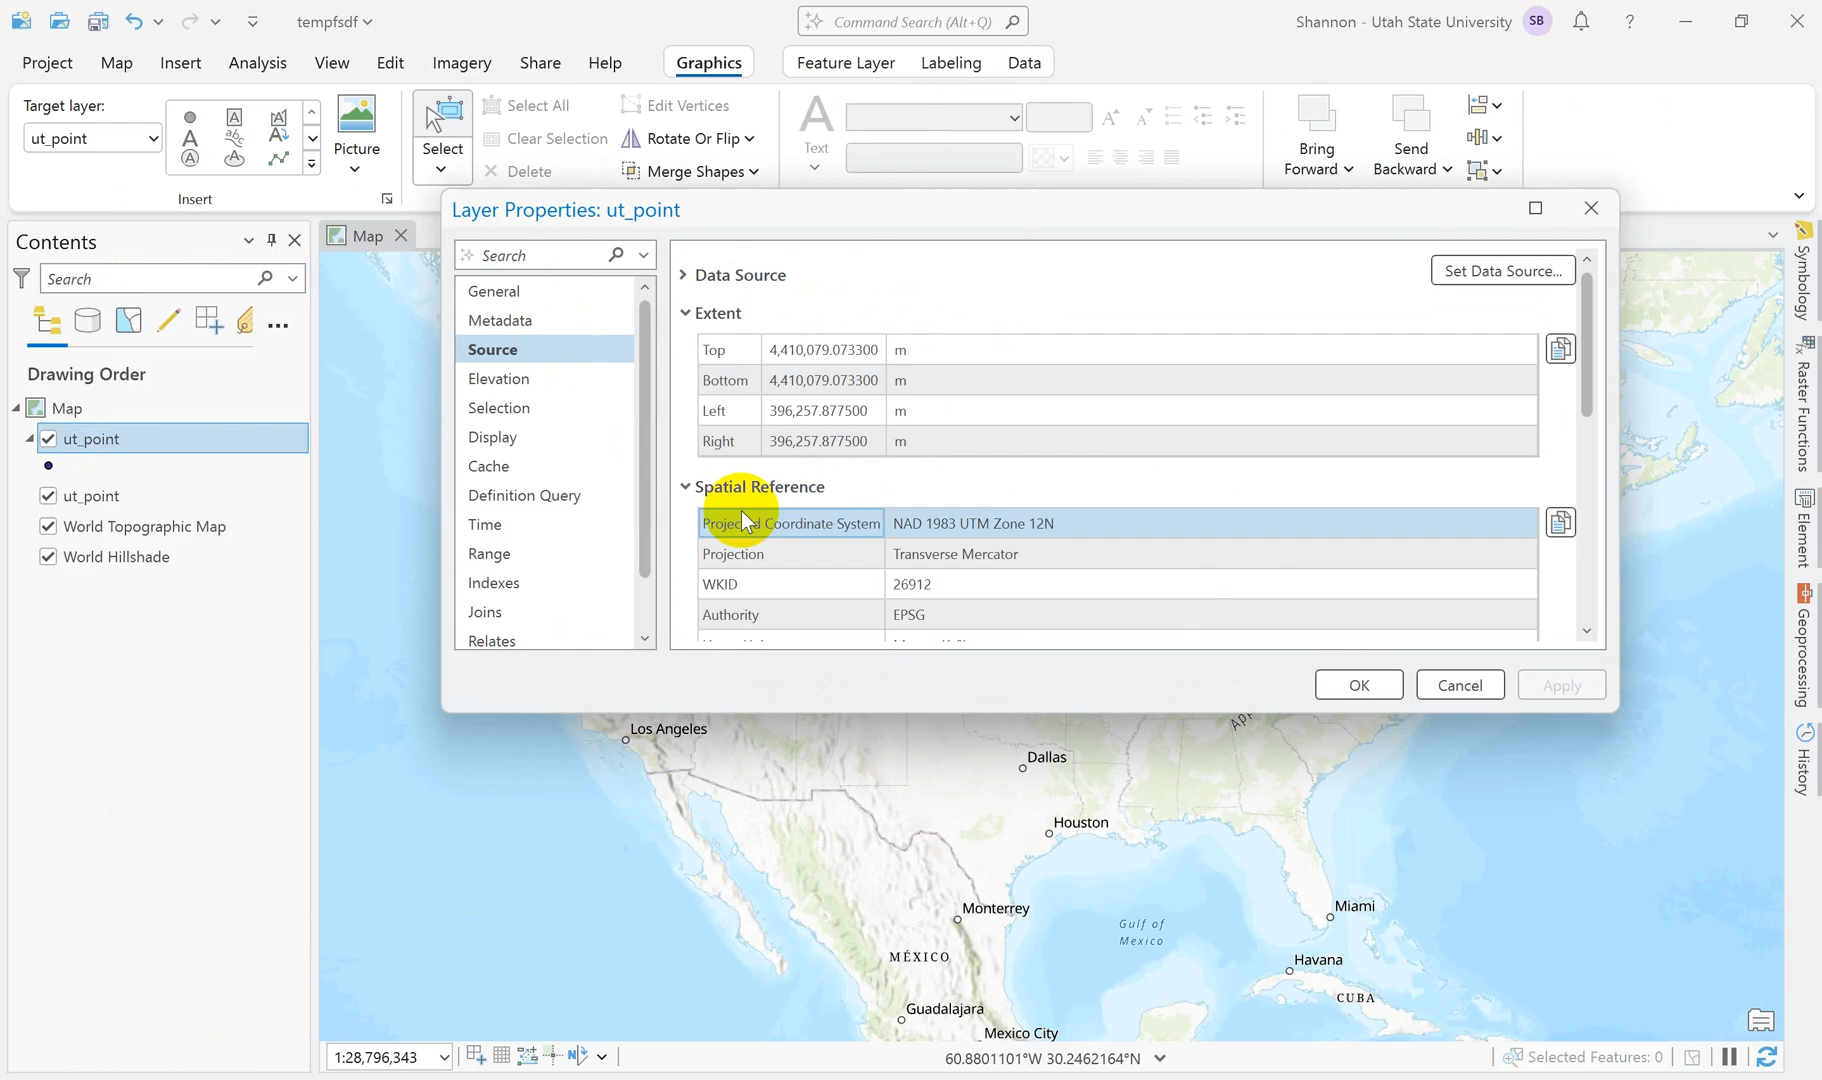 tempfsdf
Command Search (Alt+Q)
Shannon - Utah State University SB
?
Project Map Insert Analysis View Edit Imagery Share Help Graphics Feature Layer Labeling Data
Target layer:
ut_point
Insert
Picture
Select
Select All
Clear Selection
Delete
Edit Vertices
Rotate Or Flip
Merge Shapes
Text
Bring
Forward
Send
Backward
Contents
Search
Drawing Order
Map
ut_point
ut_point
World Topographic Map
World Hillshade
Map
Layer Properties: ut_point
Search
General
Metadata
Source
Elevation
Selection
Display
Cache
Definition Query
Time
Range
Indexes
Joins
Relates
Data Source
Set Data Source...
Extent
Top 4,410,079.073300 m
Bottom 4,410,079.073300 m
Left 396,257.877500 m
Right 396,257.877500 m
Spatial Reference
Projected Coordinate System NAD 1983 UTM Zone 12N
Projection Transverse Mercator
WKID 26912
Authority EPSG
OK Cancel Apply
Los Angeles
Dallas
Houston
Monterrey
Miami
Gulf of
Mexico
MÉXICO
Havana
CUBA
Guadalajara
Mexico City
Symbology
Raster Functions
Element
Geoprocessing
History
1:28,796,343
60.8801101°W 30.2462164°N
Selected Features: 0